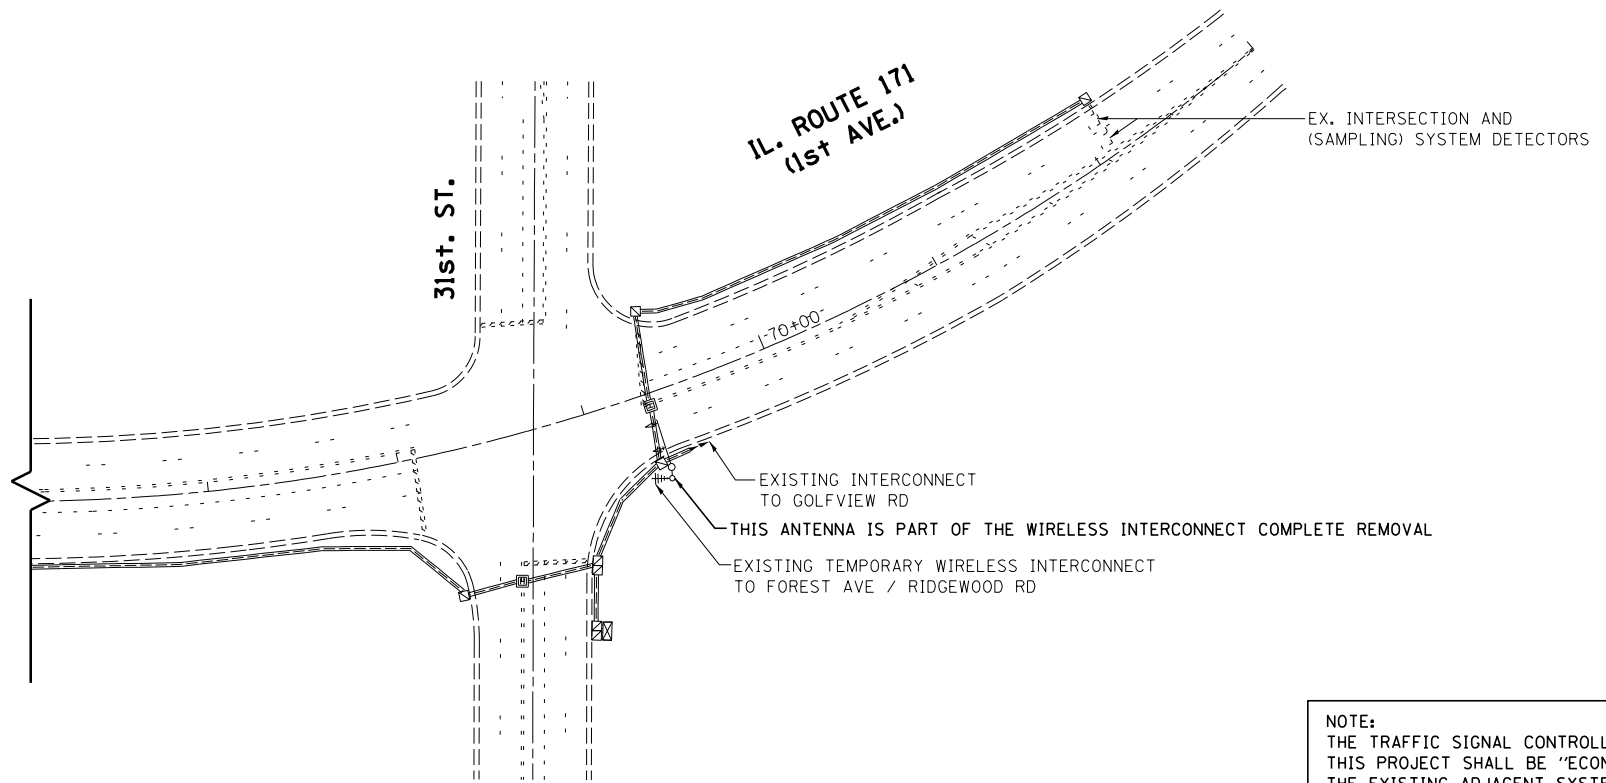 IL. ROUTE 171
(1st AVE.)
31st. ST.
EX. INTERSECTION AND
(SAMPLING) SYSTEM DETECTORS
70+00
EXISTING INTERCONNECT
TO GOLFVIEW RD
THIS ANTENNA IS PART OF THE WIRELESS INTERCONNECT COMPLETE REMOVAL
EXISTING TEMPORARY WIRELESS INTERCONNECT
TO FOREST AVE / RIDGEWOOD RD
NOTE:
THE TRAFFIC SIGNAL CONTROLL
THIS PROJECT SHALL BE "ECON
THE EXISTING ADJACENT SYSTE